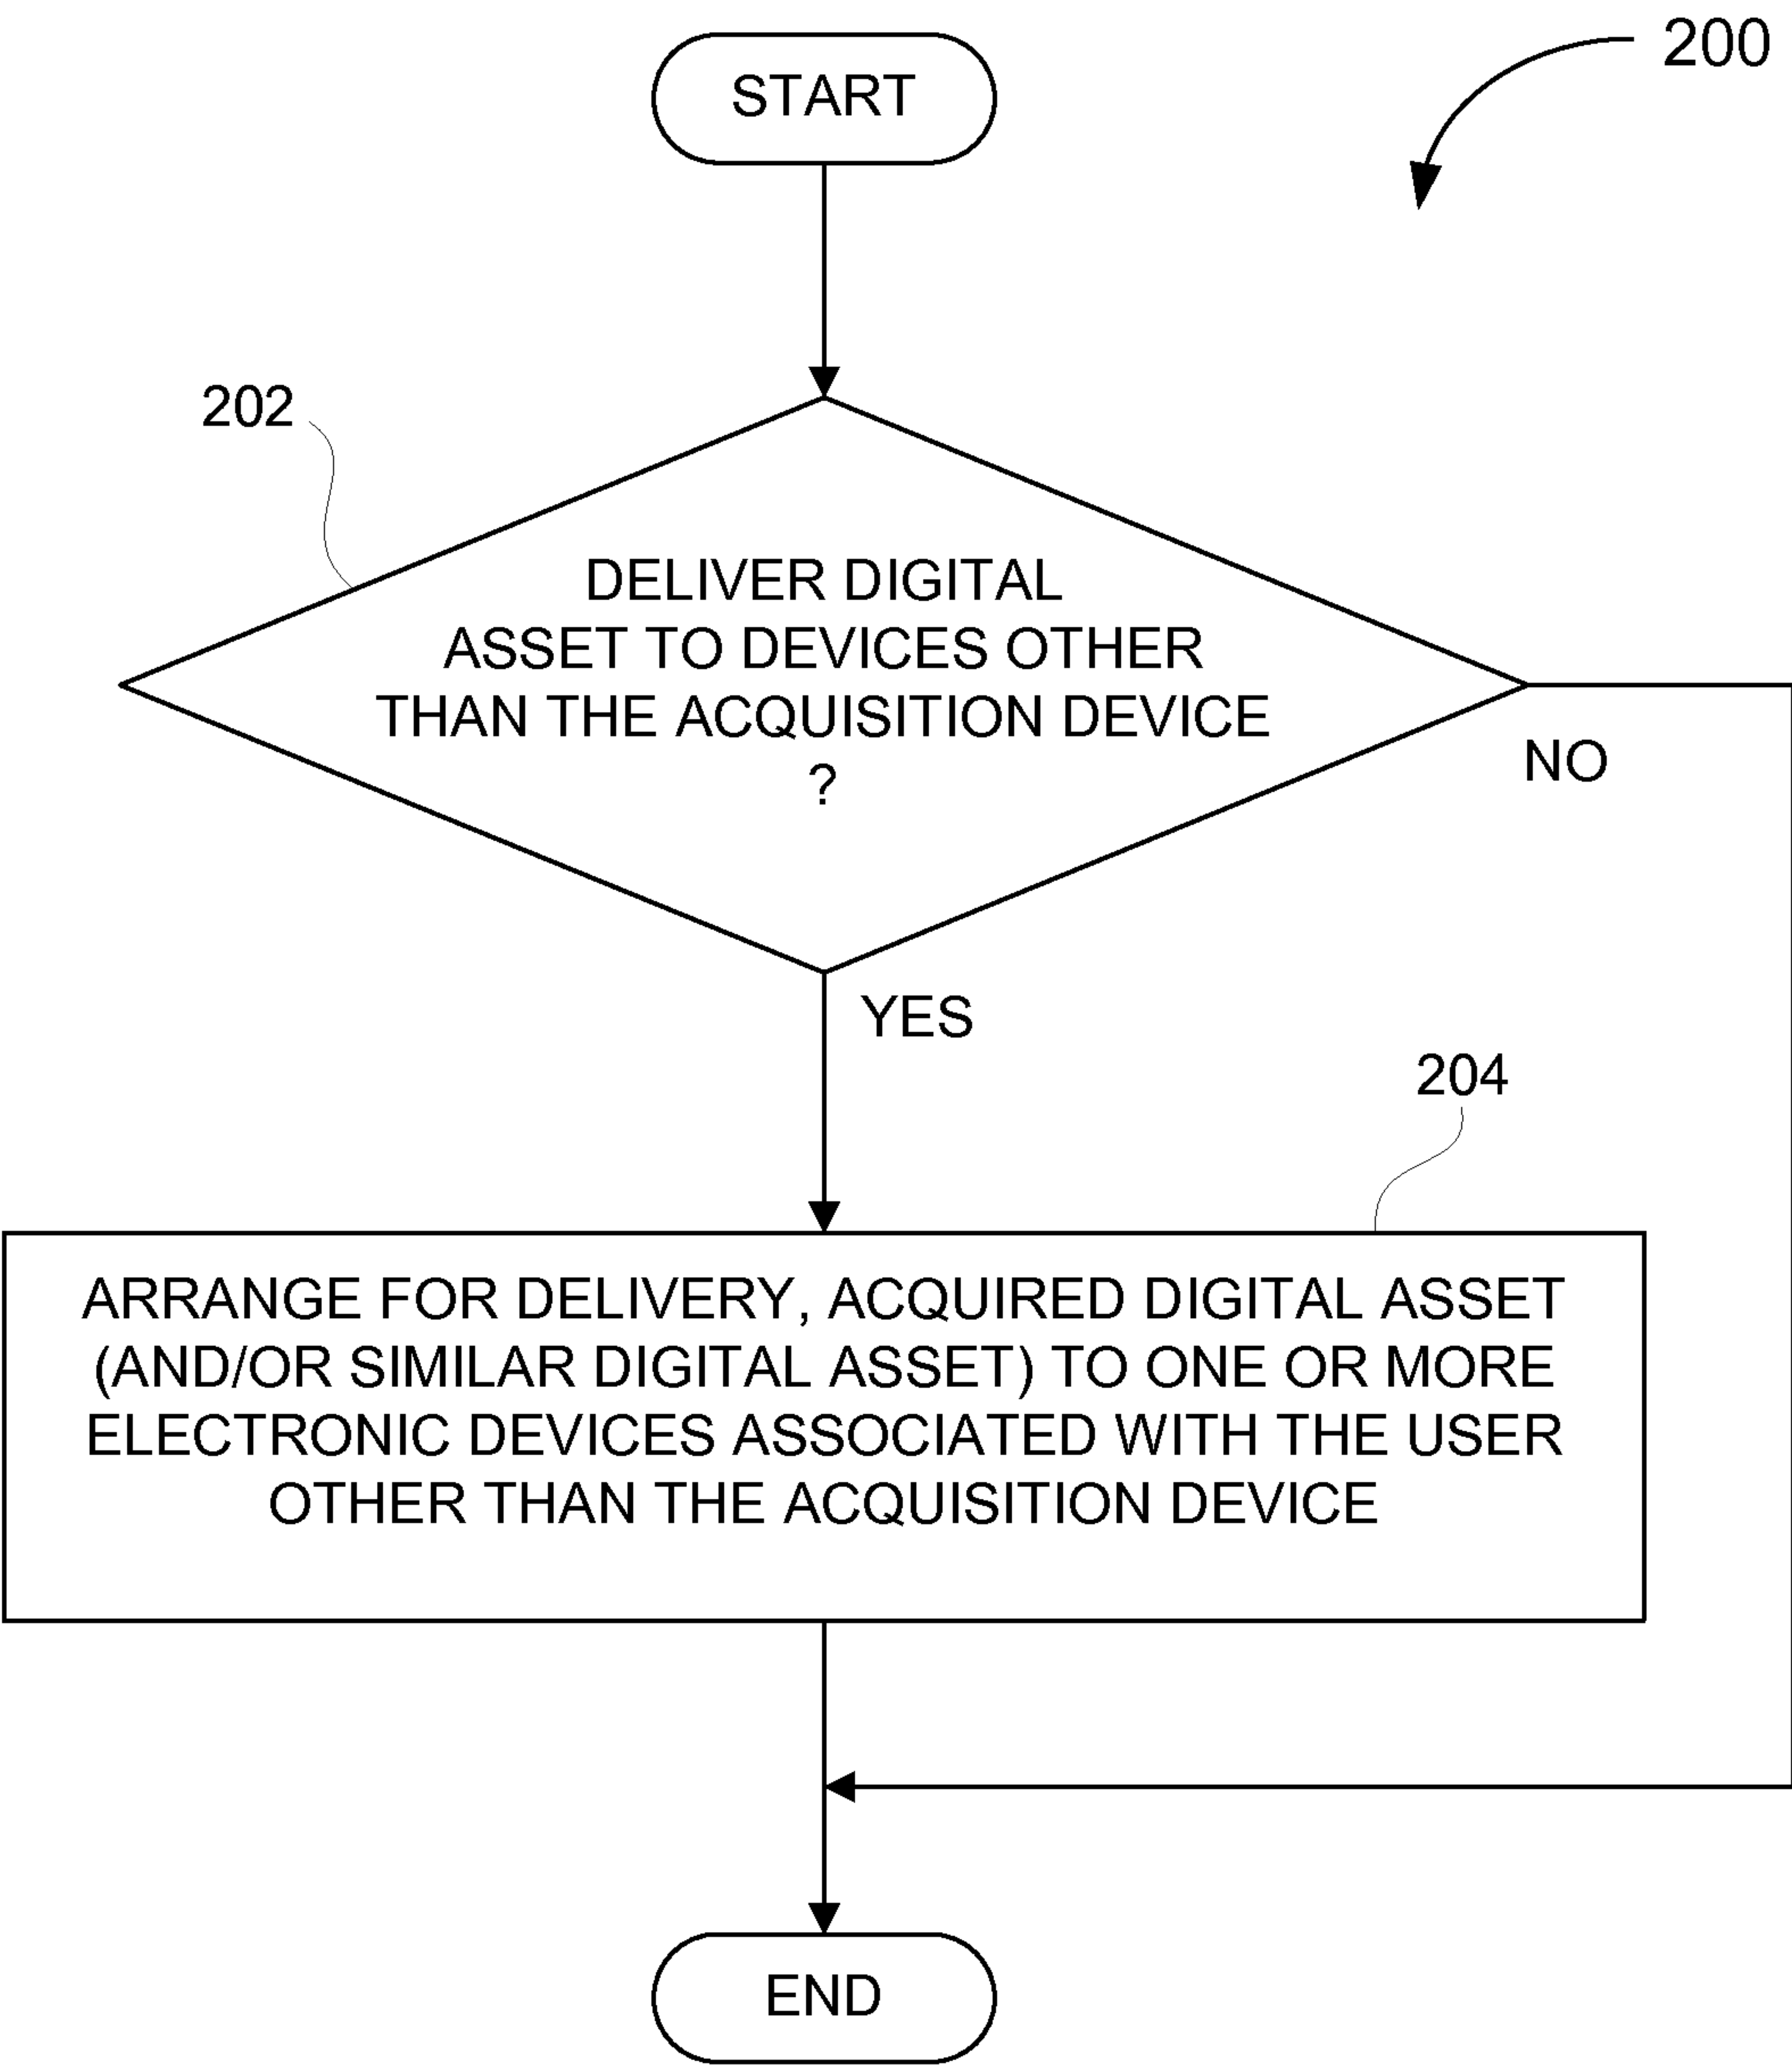 200
START
202
DELIVER DIGITAL
ASSET TO DEVICES OTHER
THAN THE ACQUISITION DEVICE
?
NO
YES
204
ARRANGE FOR DELIVERY, ACQUIRED DIGITAL ASSET
(AND/OR SIMILAR DIGITAL ASSET) TO ONE OR MORE
ELECTRONIC DEVICES ASSOCIATED WITH THE USER
OTHER THAN THE ACQUISITION DEVICE
END